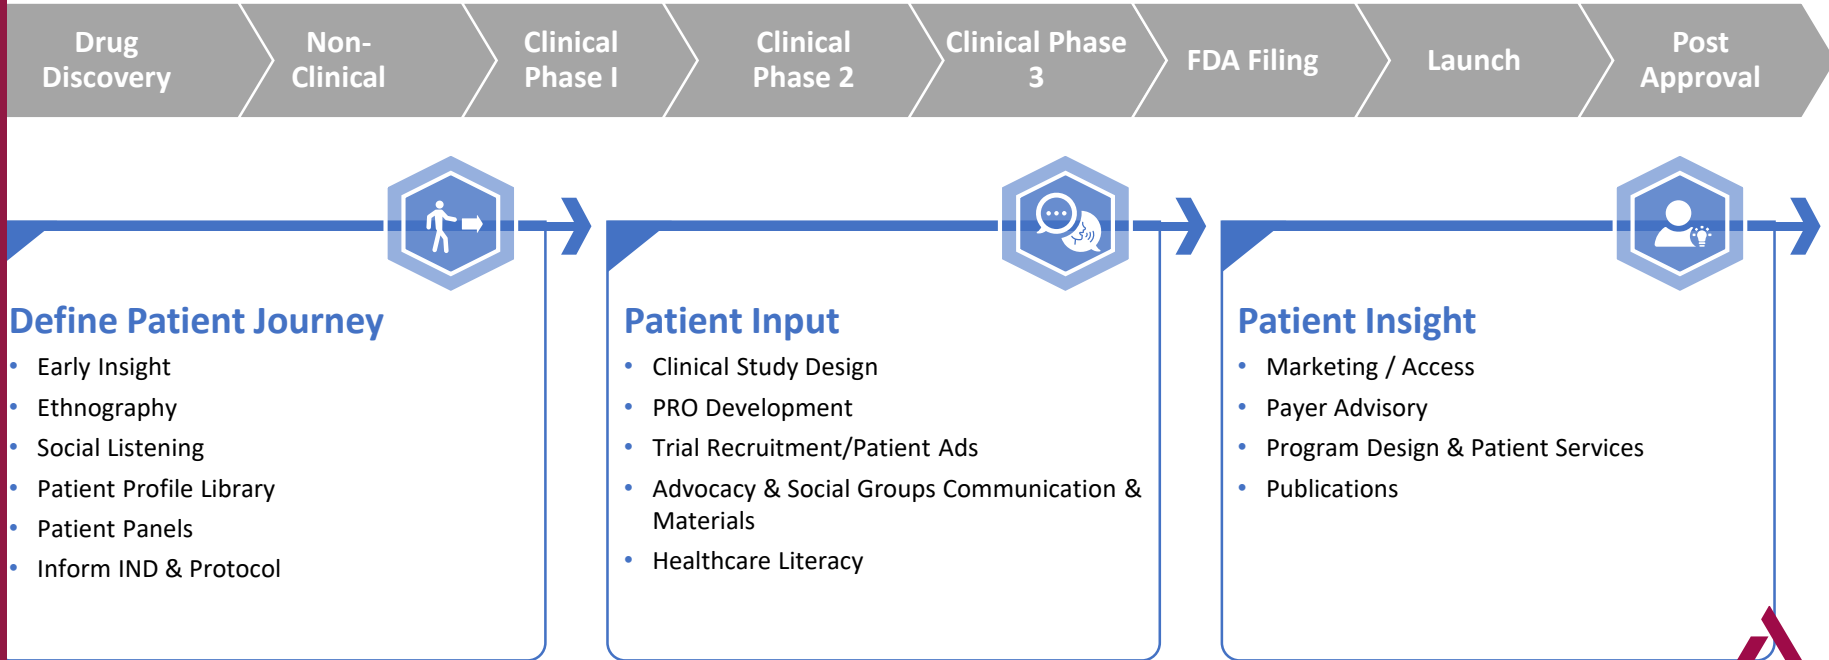 Drug
Discovery
Non-
Clinical
Clinical
Phase I
Clinical
Phase 2
Clinical Phase
3
FDA Filing
Launch
Post
Approval
Define Patient Journey
• Early Insight
• Ethnography
• Social Listening
• Patient Profile Library
• Patient Panels
• Inform IND & Protocol
Patient Input
• Clinical Study Design
• PRO Development
• Trial Recruitment/Patient Ads
• Advocacy & Social Groups Communication &
Materials
• Healthcare Literacy
Patient Insight
• Marketing / Access
• Payer Advisory
• Program Design & Patient Services
• Publications